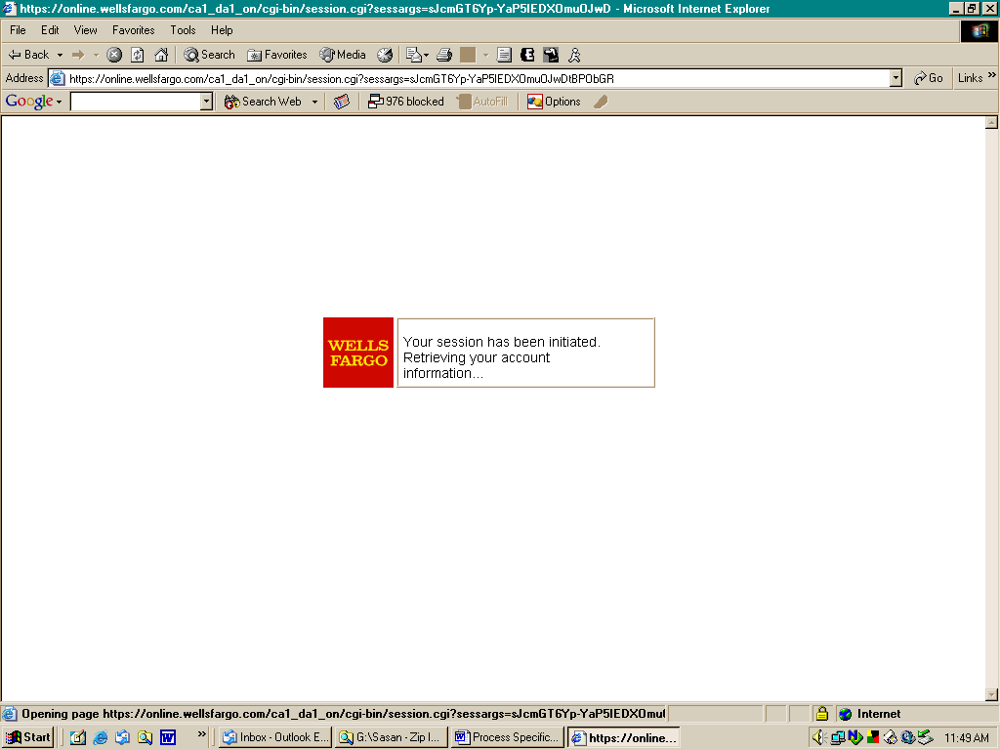 https://online.wellsfargo.com/ca1_da1_on/cgi-bin/session.cgi?sessargs=sJcmGT6Yp-YaP5IEDXOmu0JwD - Microsoft Internet Explorer
File Edit View Favorites Tools Help
Back Search Favorites Media
Address https://online.wellsfargo.com/ca1_da1_on/cgi-bin/session.cgi?sessargs=sJcmGT6Yp-YaP5IEDXOmu0JwDtBPObGR Go Links »
Google Search Web 976 blocked AutoFill Options
WELLS
FARGO
Your session has been initiated.
Retrieving your account
information...
Opening page https://online.wellsfargo.com/ca1_da1_on/cgi-bin/session.cgi?sessargs=sJcmGT6Yp-YaP5IEDXOmu Internet
Start » Inbox - Outlook E... G:\Sasan - Zip I... Process Specific... https://online... 11:49 AM